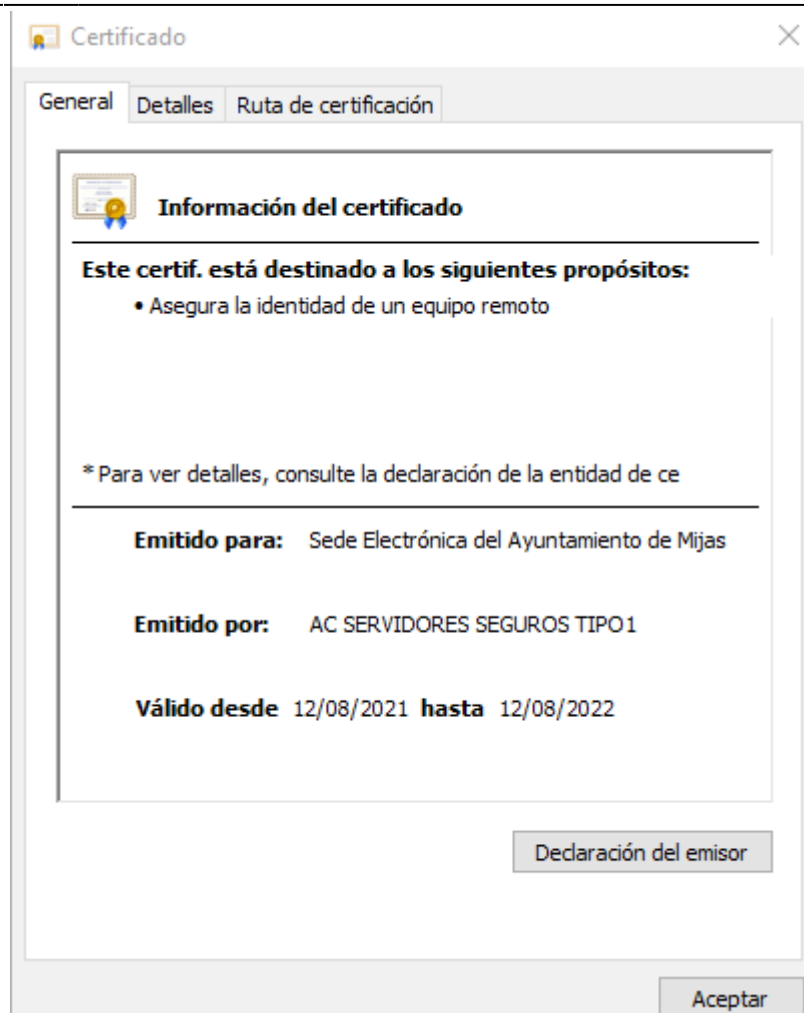 Certificado
General Detalles Ruta de certificación
Información del certificado
Este certif. está destinado a los siguientes propósitos:
• Asegura la identidad de un equipo remoto
* Para ver detalles, consulte la declaración de la entidad de ce
Emitido para: Sede Electrónica del Ayuntamiento de Mijas
Emitido por: AC SERVIDORES SEGUROS TIPO1
Válido desde 12/08/2021 hasta 12/08/2022
Declaración del emisor
Aceptar